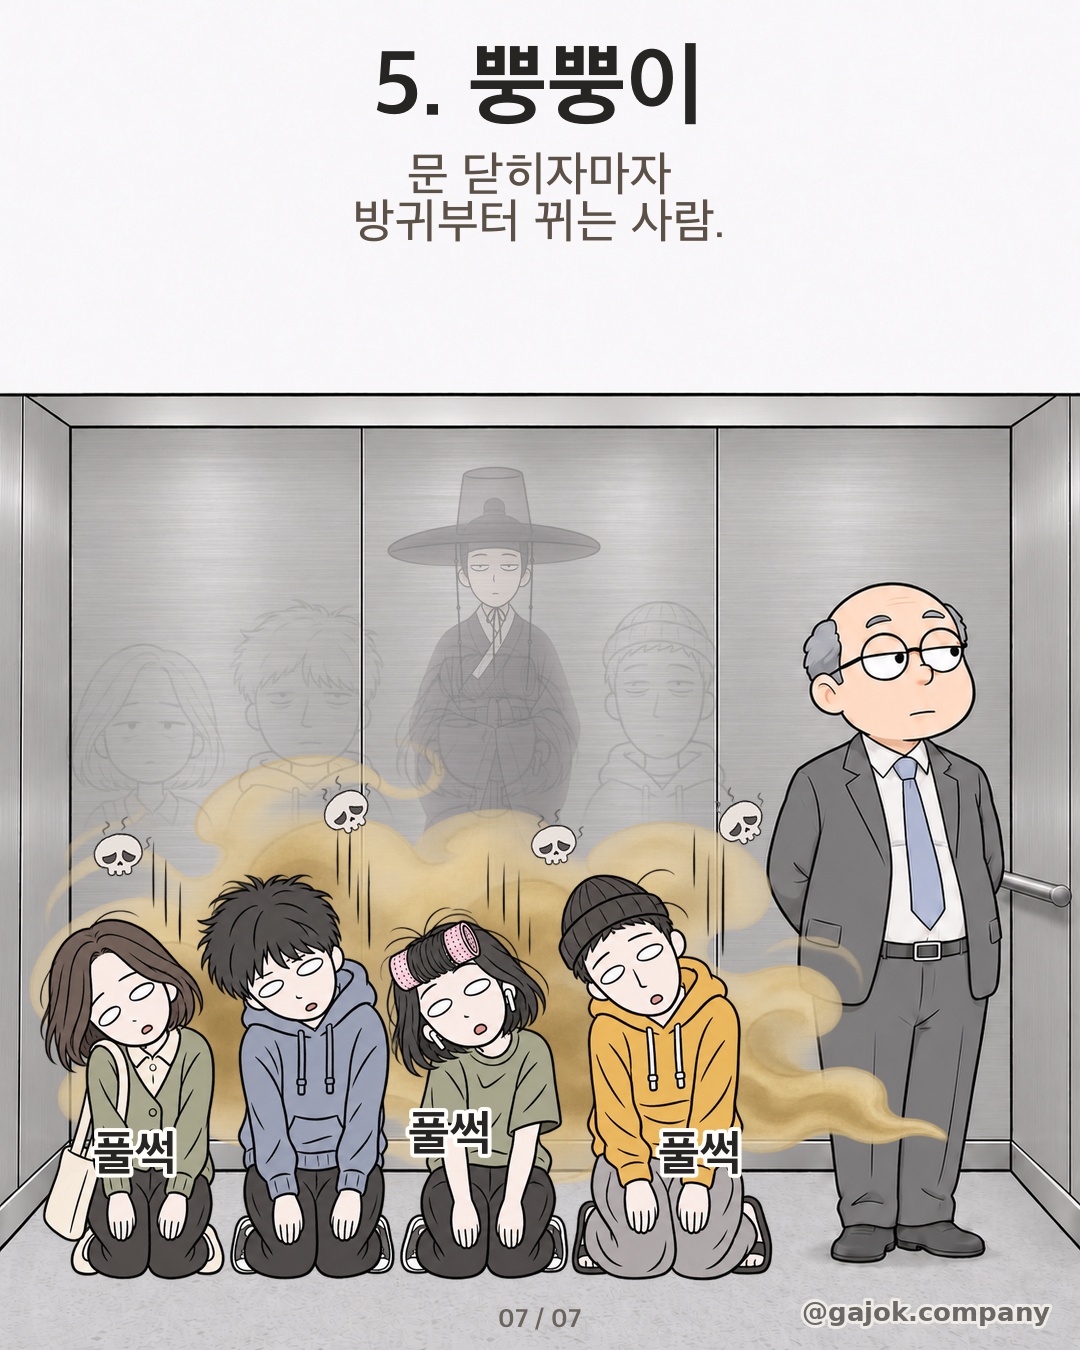 5. 뿡뿡이
문 닫히자마자
방귀부터 뀌는 사람.
풀썩
풀썩
풀썩
07 / 07
@gajok.company